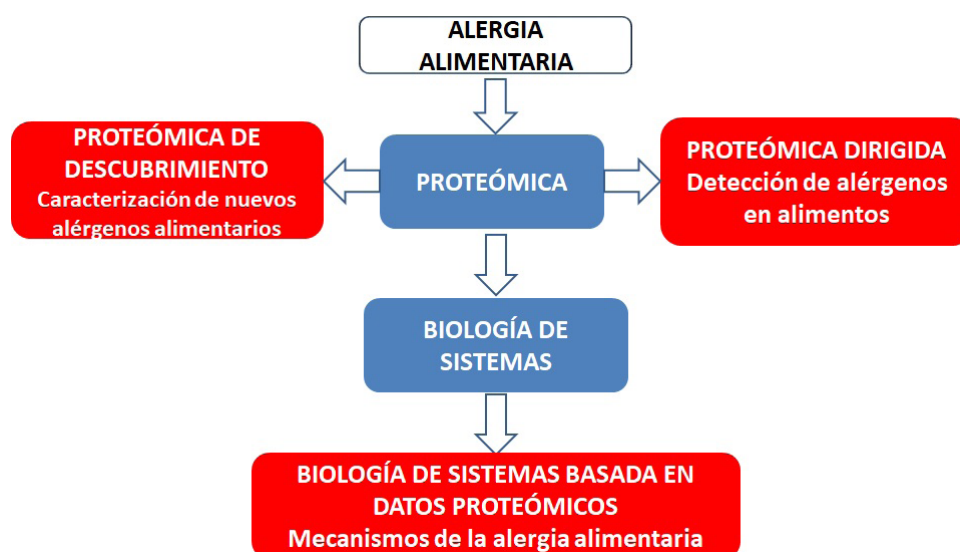 ALERGIA
ALIMENTARIA
PROTEÓMICA DE
DESCUBRIMIENTO
Caracterización de nuevos
alérgenos alimentarios
PROTEÓMICA
PROTEÓMICA DIRIGIDA
Detección de alérgenos
en alimentos
BIOLOGÍA DE
SISTEMAS
BIOLOGÍA DE SISTEMAS BASADA EN
DATOS PROTEÓMICOS
Mecanismos de la alergia alimentaria